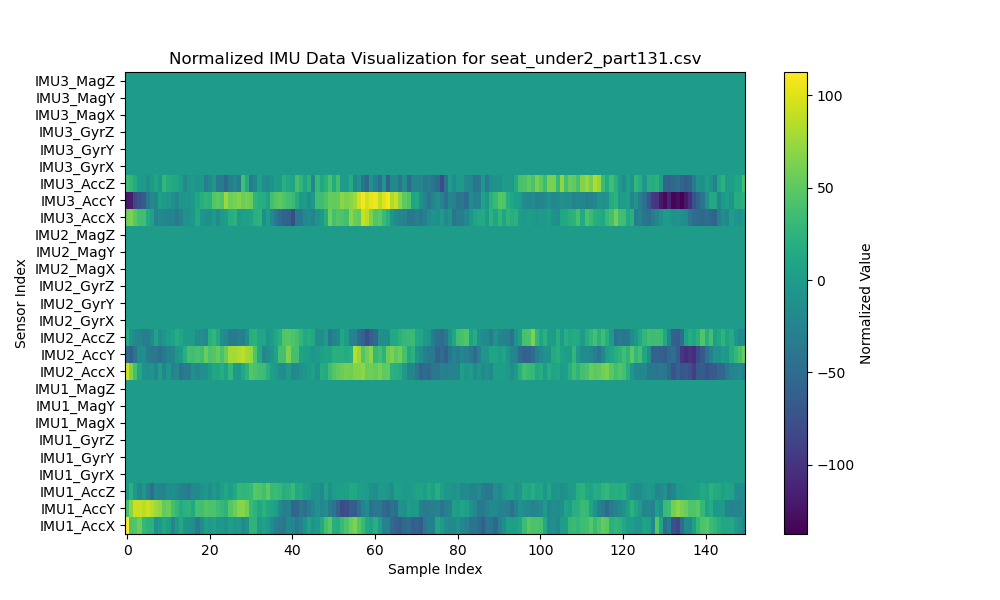 Normalized IMU Data Visualization for seat_under2_part131.csv
IMU3_MagZ
IMU3_MagY
IMU3_MagX
IMU3_GyrZ
IMU3_GyrY
IMU3_GyrX
IMU3_AccZ
IMU3_AccY
IMU3_AccX
IMU2_MagZ
IMU2_MagY
IMU2_MagX
IMU2_GyrZ
IMU2_GyrY
IMU2_GyrX
IMU2_AccZ
IMU2_AccY
IMU2_AccX
IMU1_MagZ
IMU1_MagY
IMU1_MagX
IMU1_GyrZ
IMU1_GyrY
IMU1_GyrX
IMU1_AccZ
IMU1_AccY
IMU1_AccX
Sensor Index
0 20 40 60 80 100 120 140
Sample Index
100
50
0
−50
−100
Normalized Value